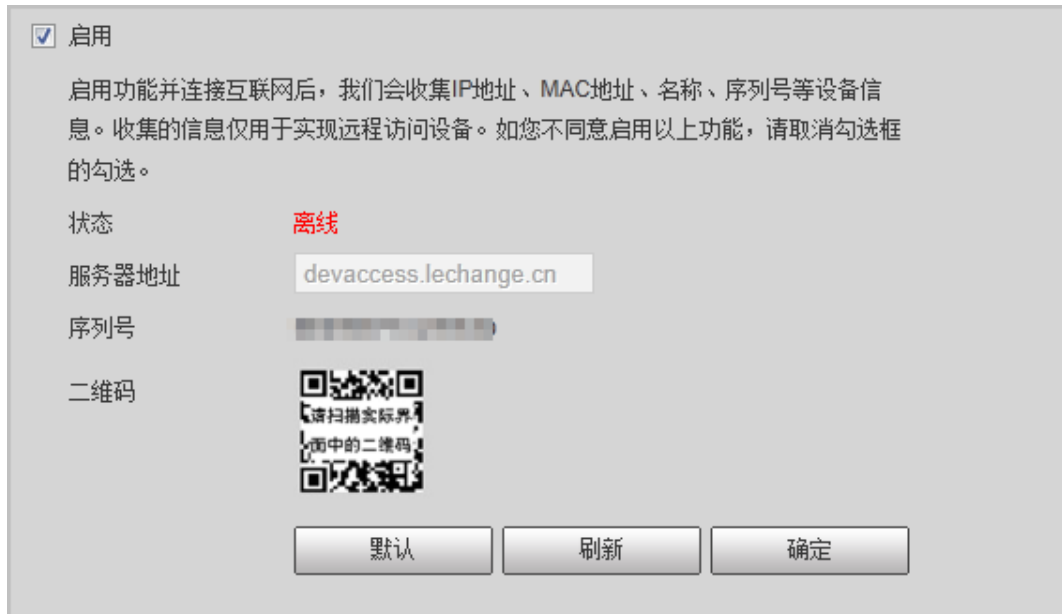 启用
启用功能并连接互联网后，我们会收集IP地址、MAC地址、名称、序列号等设备信
息。收集的信息仅用于实现远程访问设备。如您不同意启用以上功能，请取消勾选框
的勾选。
状态 离线
服务器地址 devaccess.lechange.cn
序列号
二维码
请扫描实际界
面中的二维码
默认 刷新 确定